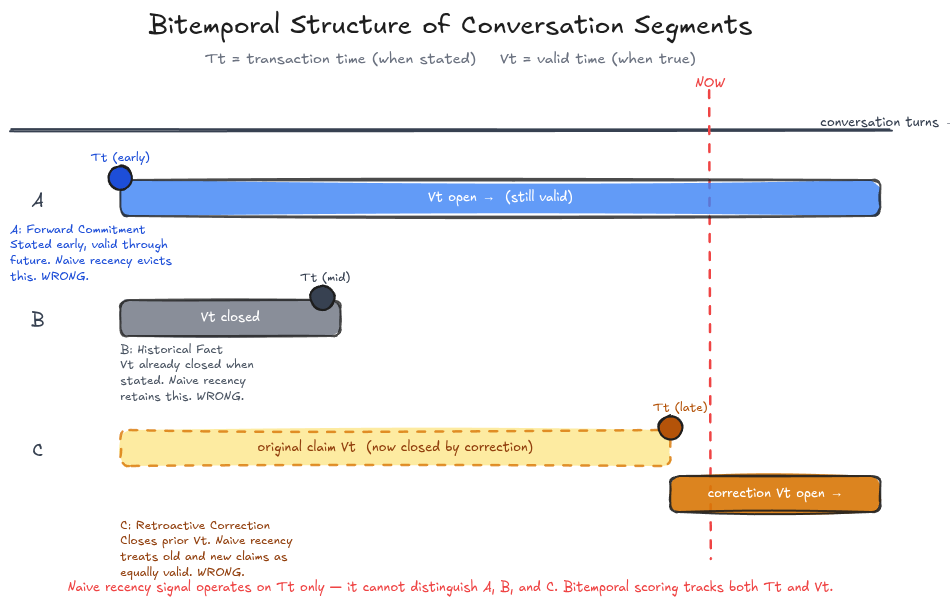 Bitemporal Structure of Conversation Segments
Tt = transaction time (when stated)    Vt = valid time (when true)
NOW
conversation turns
Tt (early)
A
Vt open → (still valid)
A: Forward Commitment
Stated early, valid through
future. Naive recency evicts
this. WRONG.
Tt (mid)
B
Vt closed
B: Historical Fact
Vt already closed when
stated. Naive recency
retains this. WRONG.
Tt (late)
C
original claim Vt (now closed by correction)
correction Vt open →
C: Retroactive Correction
Closes prior Vt. Naive recency
treats old and new claims as
equally valid. WRONG.
Naive recency signal operates on Tt only — it cannot distinguish A, B, and C. Bitemporal scoring tracks both Tt and Vt.